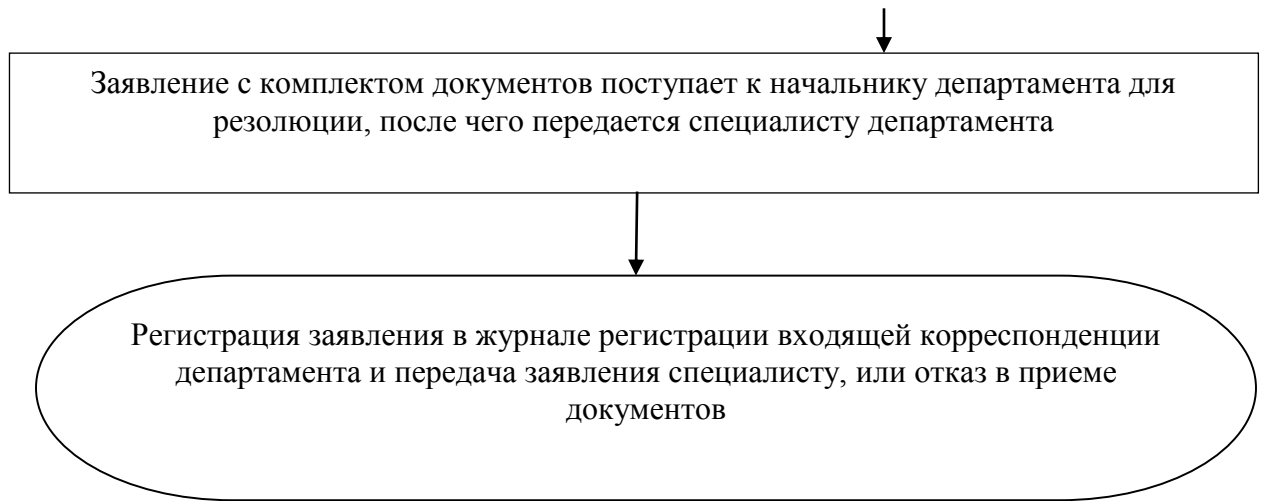 Заявление с комплектом документов поступает к начальнику департамента для
резолюции, после чего передается специалисту департамента
Регистрация заявления в журнале регистрации входящей корреспонденции
департамента и передача заявления специалисту, или отказ в приеме
документов